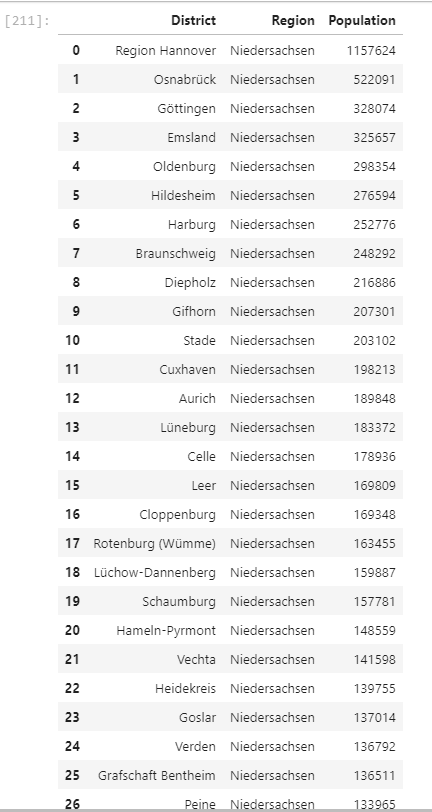 [211]:
District Region Population
0 Region Hannover Niedersachsen 1157624
1 Osnabrück Niedersachsen 522091
2 Göttingen Niedersachsen 328074
3 Emsland Niedersachsen 325657
4 Oldenburg Niedersachsen 298354
5 Hildesheim Niedersachsen 276594
6 Harburg Niedersachsen 252776
7 Braunschweig Niedersachsen 248292
8 Diepholz Niedersachsen 216886
9 Gifhorn Niedersachsen 207301
10 Stade Niedersachsen 203102
11 Cuxhaven Niedersachsen 198213
12 Aurich Niedersachsen 189848
13 Lüneburg Niedersachsen 183372
14 Celle Niedersachsen 178936
15 Leer Niedersachsen 169809
16 Cloppenburg Niedersachsen 169348
17 Rotenburg (Wümme) Niedersachsen 163455
18 Lüchow-Dannenberg Niedersachsen 159887
19 Schaumburg Niedersachsen 157781
20 Hameln-Pyrmont Niedersachsen 148559
21 Vechta Niedersachsen 141598
22 Heidekreis Niedersachsen 139755
23 Goslar Niedersachsen 137014
24 Verden Niedersachsen 136792
25 Grafschaft Bentheim Niedersachsen 136511
26 Peine Niedersachsen 133965